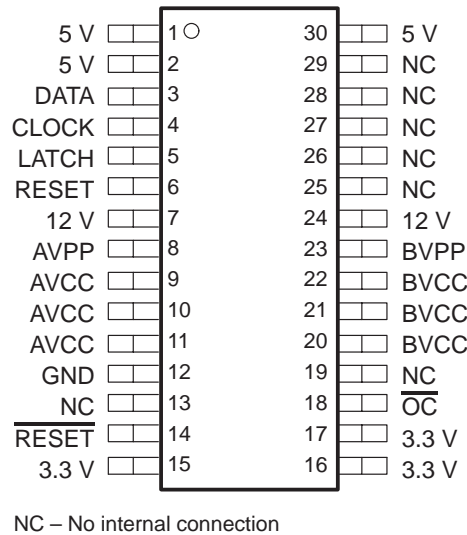 5 V 1 30 5 V
5 V 2 29 NC
DATA 3 28 NC
CLOCK 4 27 NC
LATCH 5 26 NC
RESET 6 25 NC
12 V 7 24 12 V
AVPP 8 23 BVPP
AVCC 9 22 BVCC
AVCC 10 21 BVCC
AVCC 11 20 BVCC
GND 12 19 NC
NC 13 18 O̅C̅
R̅E̅S̅E̅T̅ 14 17 3.3 V
3.3 V 15 16 3.3 V
NC – No internal connection